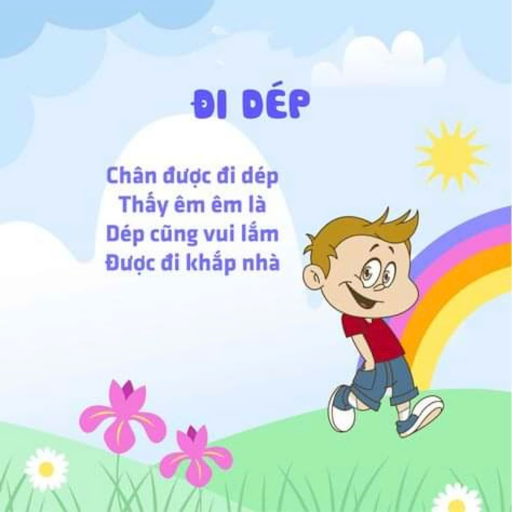 ĐI DÉP
Chân được đi dép
Thấy êm êm là
Dép cũng vui lắm
Được đi khắp nhà